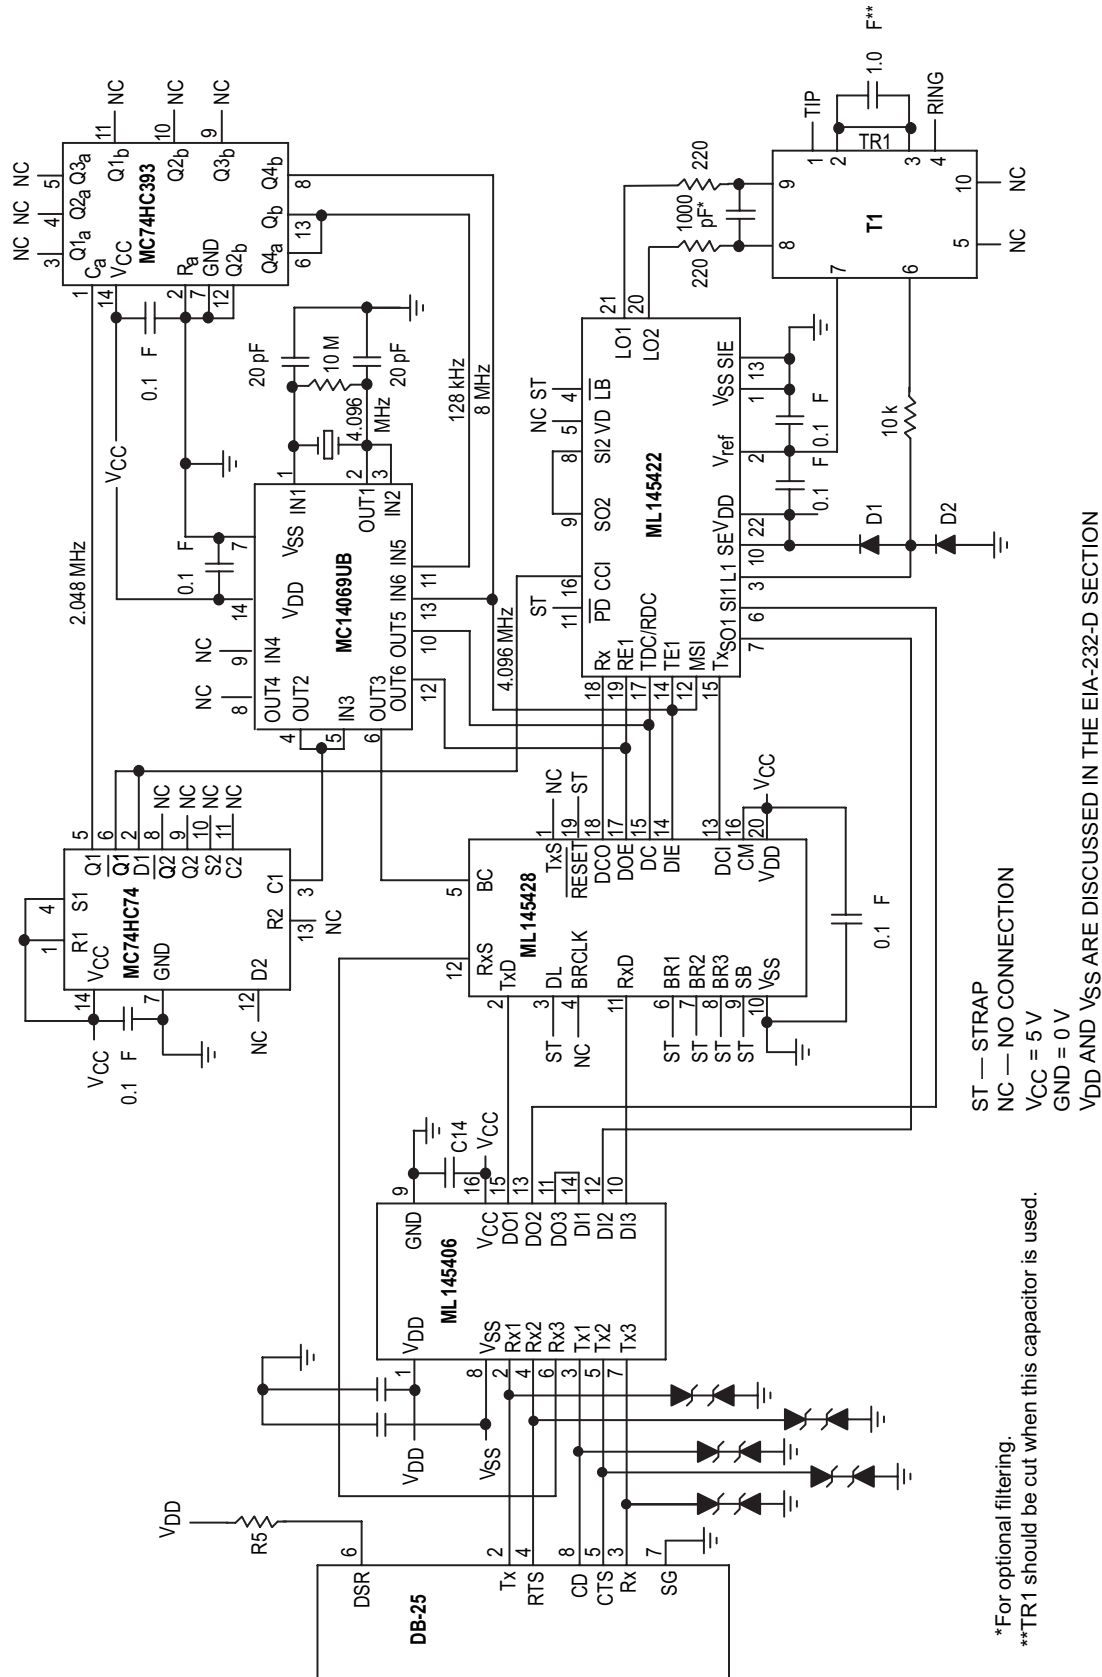 DB-25
DSR 6
Tx 2
RTS 4
CD 8
CTS 5
Rx 3
SG 7
VDD
R5
VDD
VSS
ML145406
1 VDD
8 VSS
2 Rx1
4 Rx2
6 Rx3
3 Tx1
5 Tx2
7 Tx3
GND 9
VCC 16
DO1 15
DO2 13
DO3 11
DI1 14
DI2 12
DI3 10
C14
VCC
ML145428
12 RxS
2 TxD
ST 3 DL
NC 4 BRCLK
11 RxD
ST 6 BR1
ST 7 BR2
ST 8 BR3
ST 9 SB
10 VSS
BC 5
TxS 1 NC
RESET 19 ST
DCO 18
DOE 17
DC 15
DIE 14
DCI 13
CM 16
VDD 20
VCC
0.1 F
MC74HC74
1 R1
4 S1
14 VCC
7 GND
VCC
0.1 F
NC 12 D2
Q1 5
Q1 6
D1 2
Q2 8 NC
Q2 9 NC
S2 10 NC
C2 11 NC
C1 3
R2 13 NC
2.048 MHz
MC14069UB
NC 8 OUT4
NC 9 IN4
OUT2 4
IN3 5
OUT3 6
OUT6 12
OUT5 10
IN6 13
IN5 11
14 VDD
7 VSS
0.1 F
IN1 1
OUT1 2
IN2 3
4.096 MHz
10 M
20 pF
20 pF
128 kHz
8 MHz
4.096 MHz
VCC
MC74HC393
NC 3 Q1a
NC 4 Q2a
NC 5 Q3a
1 Ca
14 VCC
2 Ra
7 GND
12 Q2b
0.1 F
Q1b 11 NC
Q2b 10 NC
Q3b 9 NC
6 Q4a
13 Qb
8 Q4b
ML145422
ST 11 PD
16 CCI
9 SO2
8 SI2
NC 5 VD
ST 4 LB
18 Rx
19 RE1
17 TDC/RDC
14 TE1
12 MSI
15 Tx
7 SO1
6 SI1
3 L1
10 SE
22 VDD
2 Vref
1 VSS
13 SIE
LO1 21
LO2 20
0.1 F
0.1 F
220
220
1000 pF*
10 k
D1
D2
T1
8
9
7
6
5 NC
10 NC
1 TIP
2
TR1
3
4 RING
1.0 F**
ST — STRAP
NC — NO CONNECTION
VCC = 5 V
GND = 0 V
VDD AND VSS ARE DISCUSSED IN THE EIA-232-D SECTION
*For optional filtering.
**TR1 should be cut when this capacitor is used.